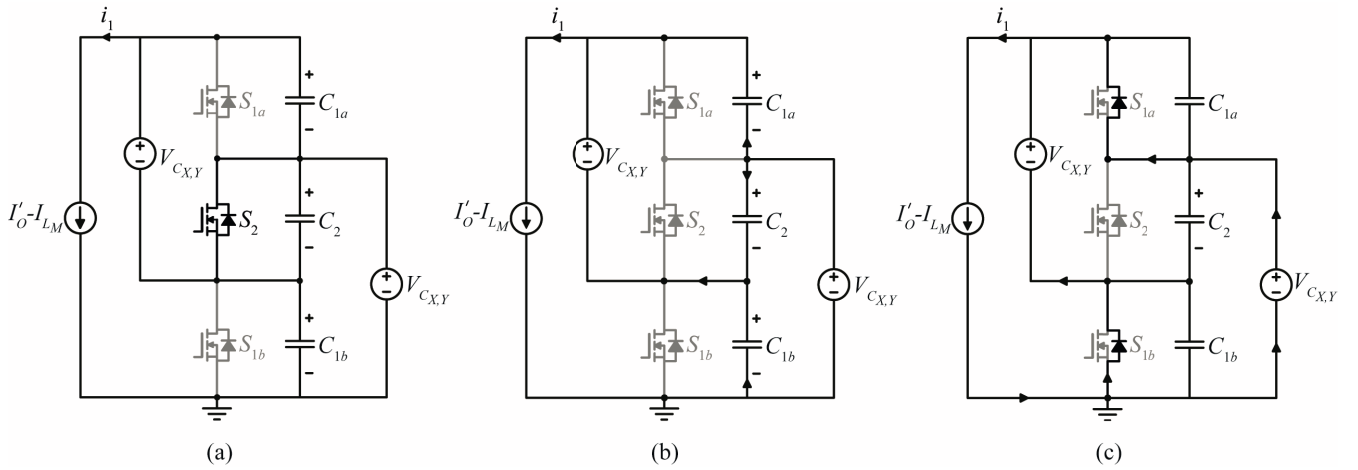 i1
+
S1a
C1a
−
+
−
VCX,Y
I′O-ILM
+
S2
C2
−
+
−
VCX,Y
+
S1b
C1b
−
(a)
i1
+
S1a
C1a
−
+
−
VCX,Y
I′O-ILM
+
S2
C2
−
+
−
VCX,Y
+
S1b
C1b
−
(b)
i1
S1a
C1a
+
−
VCX,Y
I′O-ILM
+
S2
C2
−
+
−
VCX,Y
S1b
C1b
(c)